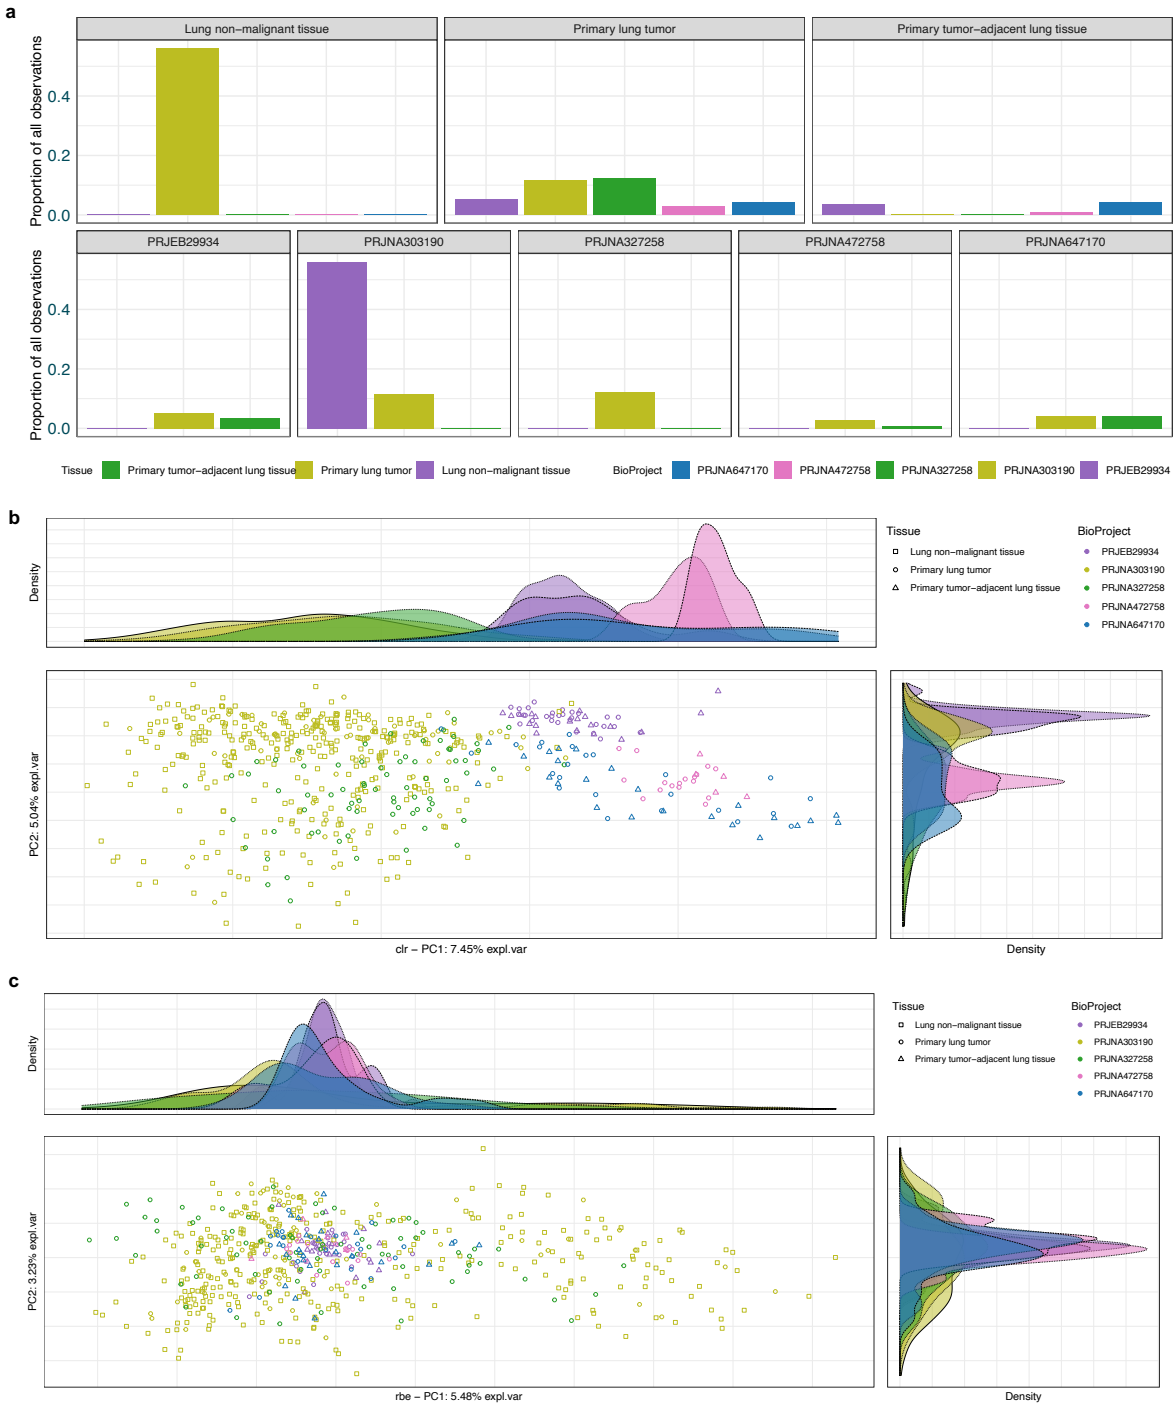 a
Lung non−malignant tissue
Primary lung tumor
Primary tumor−adjacent lung tissue
Proportion of all observations
0.4
0.2
0.0
PRJEB29934
PRJNA303190
PRJNA327258
PRJNA472758
PRJNA647170
Proportion of all observations
0.4
0.2
0.0
Tissue Primary tumor−adjacent lung tissue Primary lung tumor Lung non−malignant tissue
BioProject PRJNA647170 PRJNA472758 PRJNA327258 PRJNA303190 PRJEB29934
b
Density
Tissue
Lung non−malignant tissue
Primary lung tumor
Primary tumor−adjacent lung tissue
BioProject
PRJEB29934
PRJNA303190
PRJNA327258
PRJNA472758
PRJNA647170
PC2: 5.04% expl.var
clr − PC1: 7.45% expl.var
Density
c
Density
Tissue
Lung non−malignant tissue
Primary lung tumor
Primary tumor−adjacent lung tissue
BioProject
PRJEB29934
PRJNA303190
PRJNA327258
PRJNA472758
PRJNA647170
PC2: 3.23% expl.var
rbe − PC1: 5.48% expl.var
Density